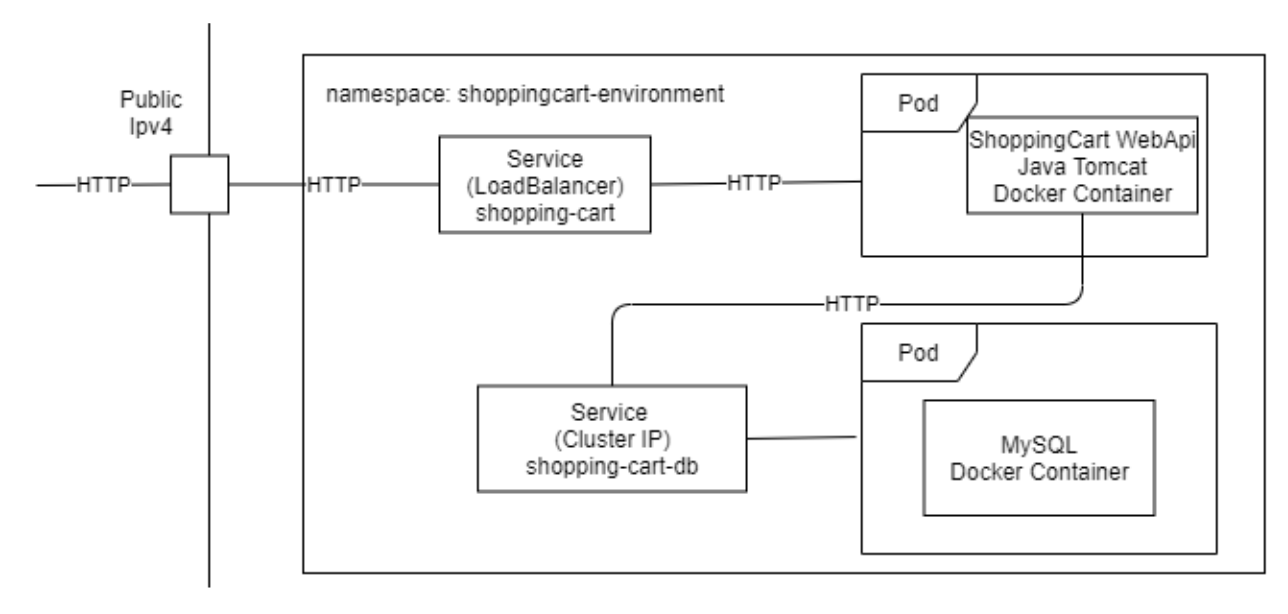 Public
Ipv4
HTTP
HTTP
namespace: shoppingcart-environment
Service
(LoadBalancer)
shopping-cart
HTTP
Pod
ShoppingCart WebApi
Java Tomcat
Docker Container
HTTP
Service
(Cluster IP)
shopping-cart-db
Pod
MySQL
Docker Container